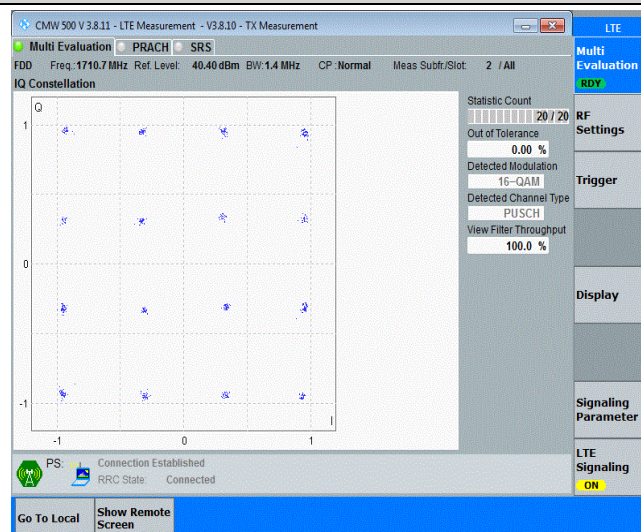 CMW 500 V 3.8.11 - LTE Measurement - V3.8.10 - TX Measurement
LTE
Multi Evaluation PRACH SRS
FDD Freq.:1710.7 MHz Ref. Level: 40.40 dBm BW:1.4 MHz CP :Normal Meas Subfr./Slot: 2 / All
IQ Constellation
Q
1
0
-1
-1 0 1
I
Statistic Count
20 / 20
Out of Tolerance
0.00 %
Detected Modulation
16-QAM
Detected Channel Type
PUSCH
View Filter Throughput
100.0 %
Multi
Evaluation
RDY
RF
Settings
Trigger
Display
Signaling
Parameter
LTE
Signaling
ON
PS: Connection Established
RRC State: Connected
Go To Local
Show Remote
Screen